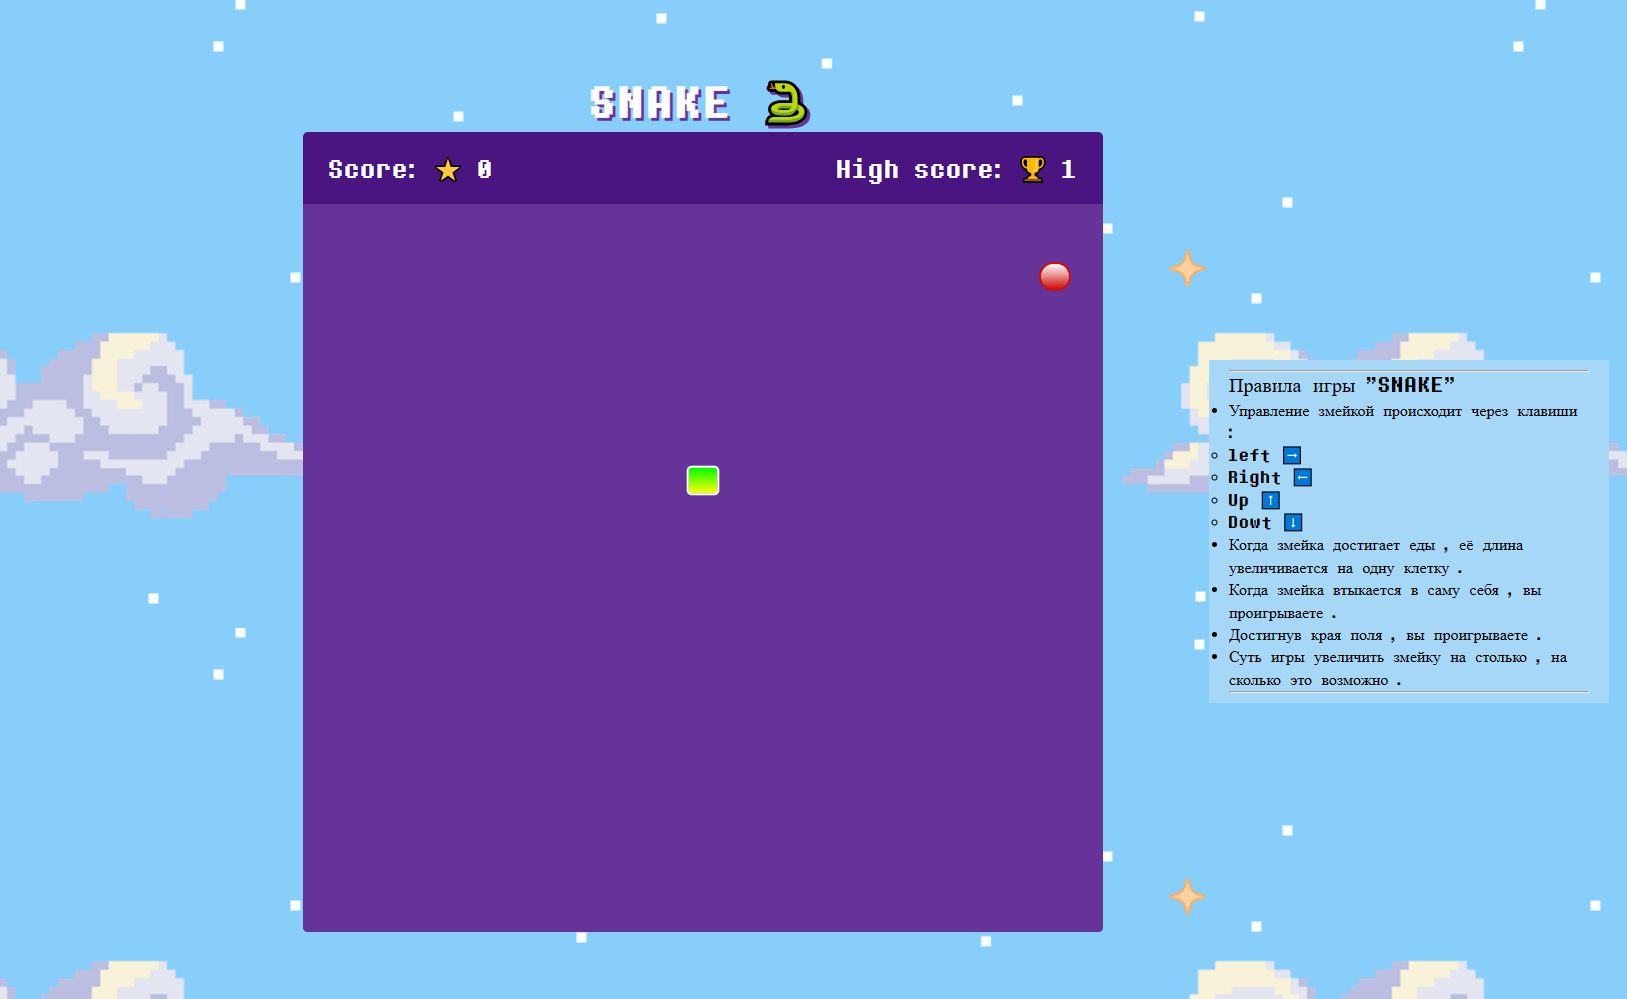 SNAKE 🐍
Score: ⭐ 0
High score: 🏆 1
Правила игры "SNAKE"
Управление змейкой происходит через клавиши
:
left ➡
Right ⬅
Up ⬆
Dowt ⬇
Когда змейка достигает еды , её длина
увеличивается на одну клетку .
Когда змейка втыкается в саму себя , вы
проигрываете .
Достигнув края поля , вы проигрываете .
Суть игры увеличить змейку на столько , на
сколько это возможно .